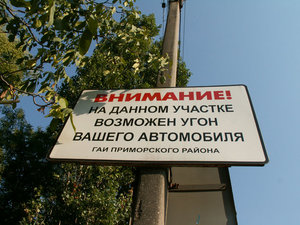 ВНИМАНИЕ!
НА ДАННОМ УЧАСТКЕ
ВОЗМОЖЕН УГОН
ВАШЕГО АВТОМОБИЛЯ
ГАИ ПРИМОРСКОГО РАЙОНА